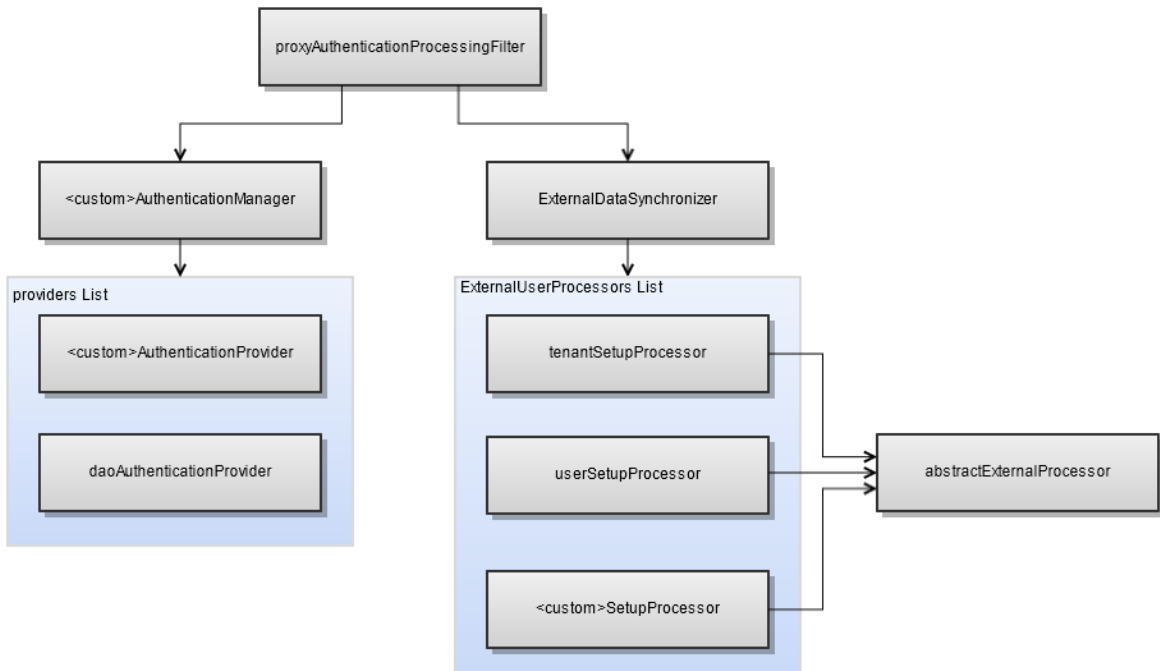 proxyAuthenticationProcessingFilter
<custom>AuthenticationManager
ExternalDataSynchronizer
providers List
<custom>AuthenticationProvider
daoAuthenticationProvider
ExternalUserProcessors List
tenantSetupProcessor
userSetupProcessor
<custom>SetupProcessor
abstractExternalProcessor